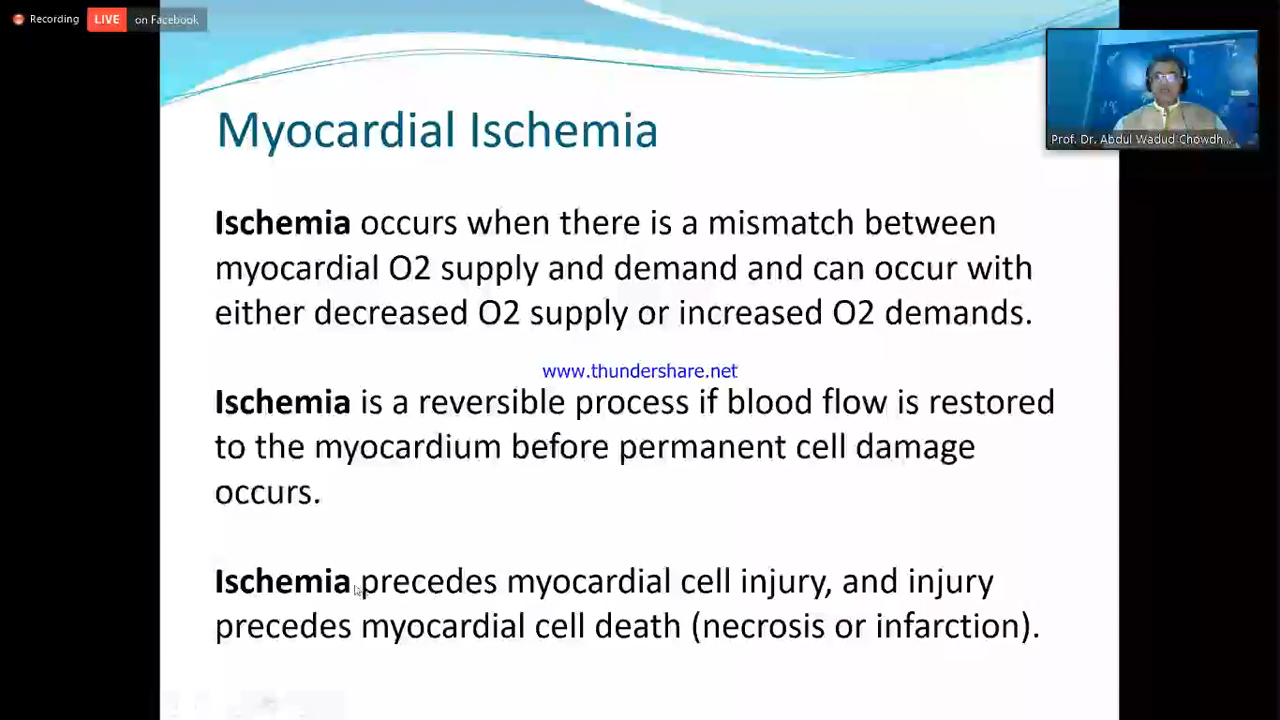 Recording
LIVE on Facebook
Prof. Dr. Abdul Wadud Chowdh...
Myocardial Ischemia
Ischemia occurs when there is a mismatch between
myocardial O2 supply and demand and can occur with
either decreased O2 supply or increased O2 demands.
www.thundershare.net
Ischemia is a reversible process if blood flow is restored
to the myocardium before permanent cell damage
occurs.
Ischemia precedes myocardial cell injury, and injury
precedes myocardial cell death (necrosis or infarction).